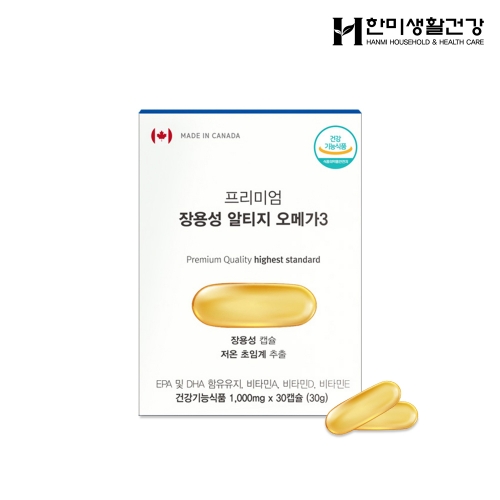 한미생활건강
HANMI HOUSEHOLD & HEALTH CARE
MADE IN CANADA
건강
기능식품
프리미엄
장용성 알티지 오메가3
Premium Quality highest standard
장용성 캡슐
저온 초임계 추출
EPA 및 DHA 함유유지, 비타민A, 비타민D, 비타민E
건강기능식품 1,000mg x 30캡슐 (30g)